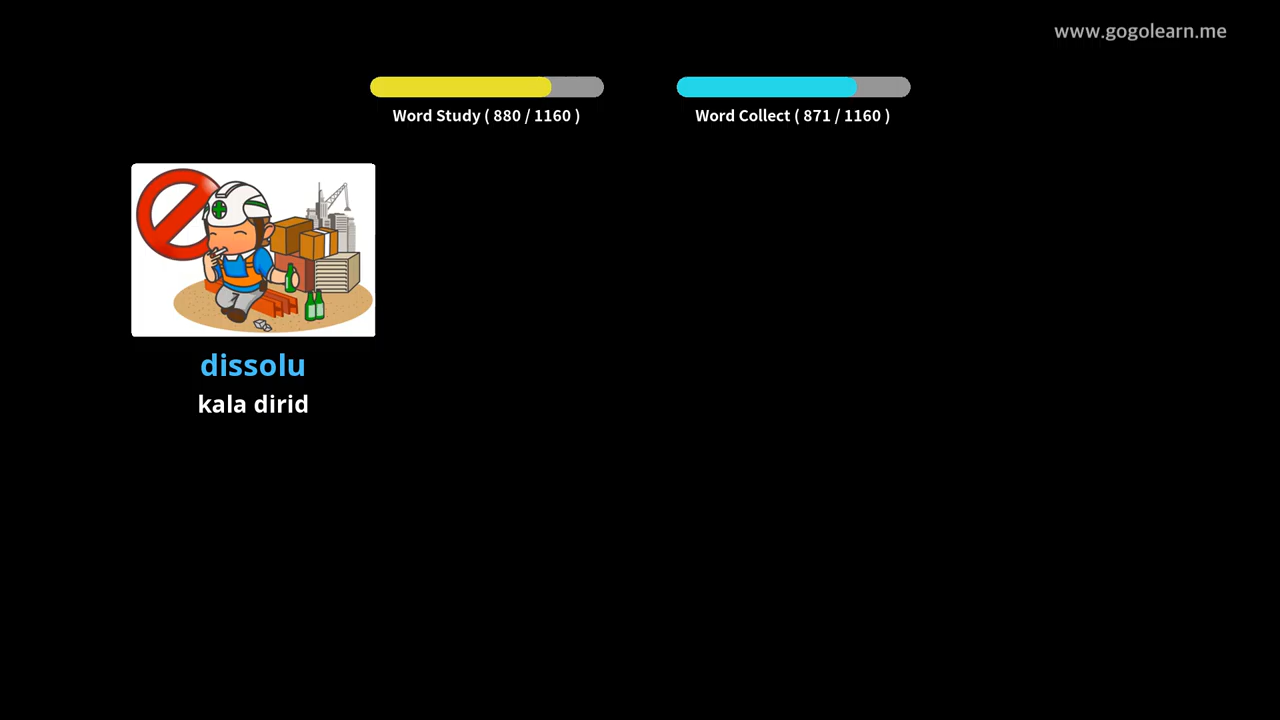 www.gogolearn.me
Word Study ( 880 / 1160 )
Word Collect ( 871 / 1160 )
dissolu
kala dirid